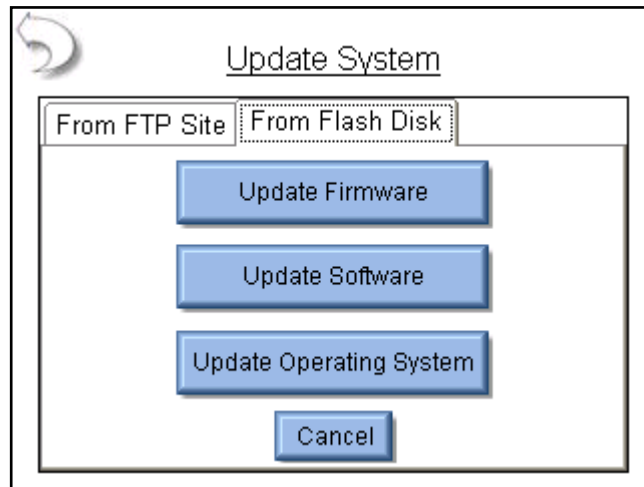 Update System
From FTP Site From Flash Disk
Update Firmware
Update Software
Update Operating System
Cancel